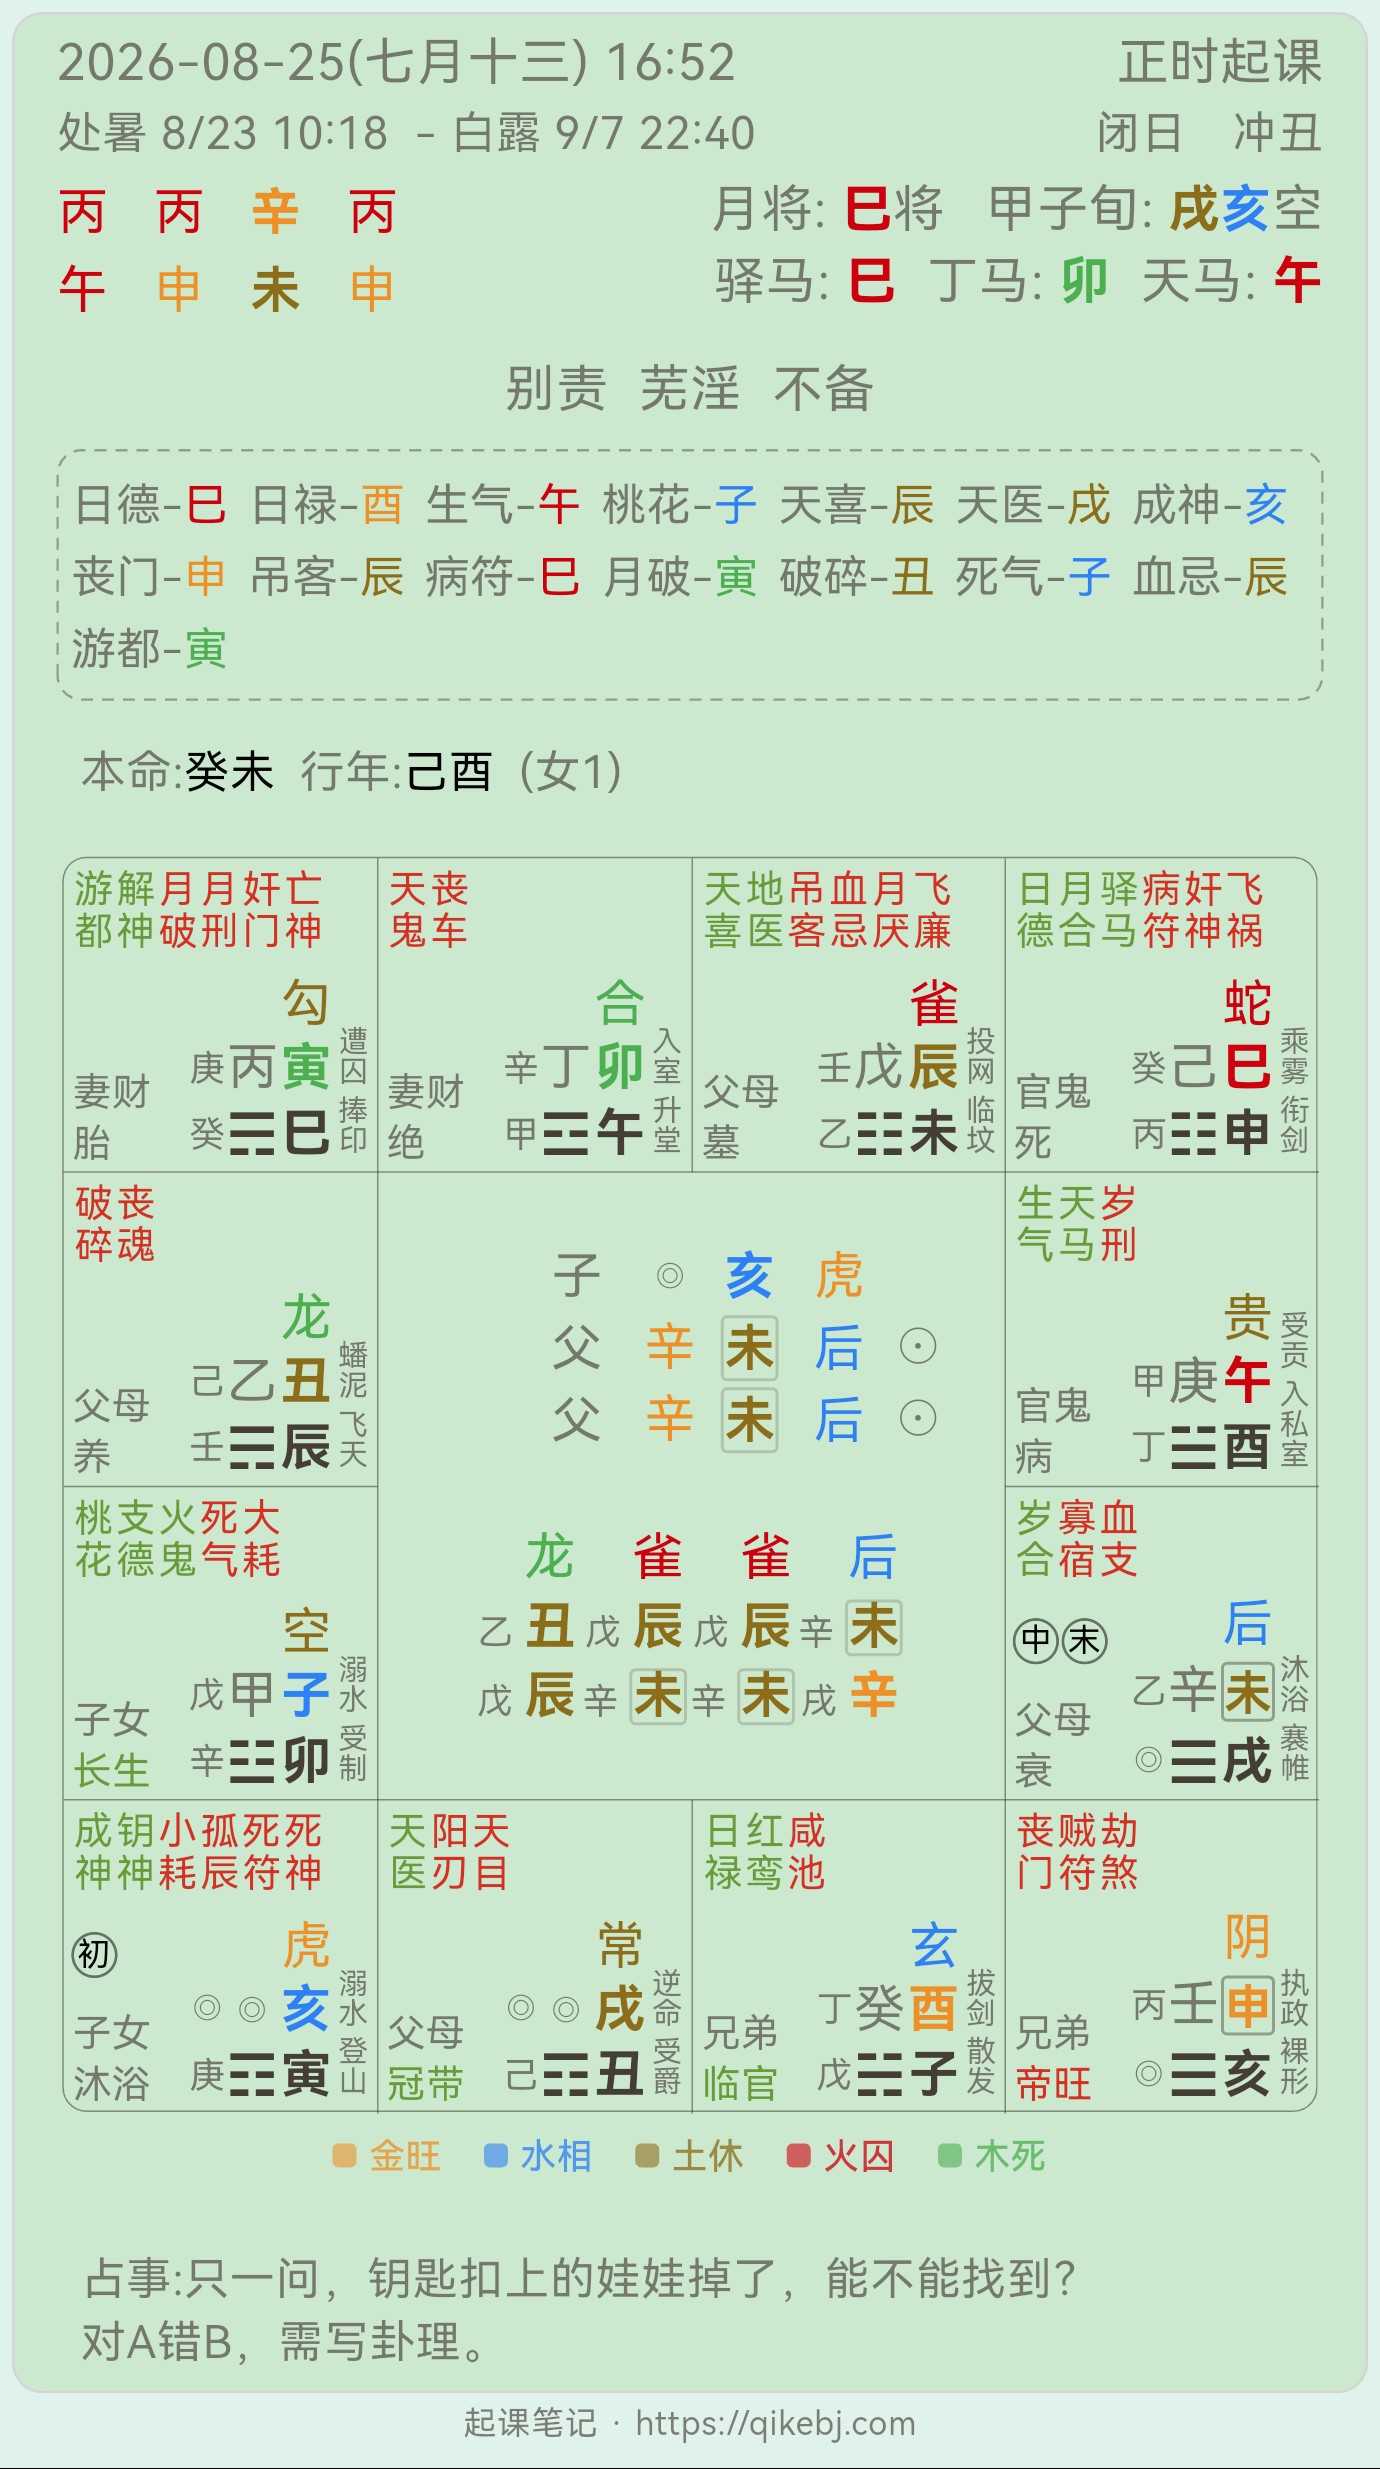 2026-08-25(七月十三) 16:52 正时起课
处暑 8/23 10:18 - 白露 9/7 22:40 闭日 冲丑
丙 丙 辛 丙 月将: 巳将 甲子旬: 戌亥空
午 申 未 申 驿马: 巳 丁马: 卯 天马: 午
别责 芜淫 不备
日德-巳 日禄-酉 生气-午 桃花-子 天喜-辰 天医-戌 成神-亥
丧门-申 吊客-辰 病符-巳 月破-寅 破碎-丑 死气-子 血忌-辰
游都-寅
本命:癸未 行年:己酉 (女1)
游都 解神 月破 月刑 奸门 亡神
勾
庚丙寅 遭囚
妻财 胎
癸☴巳 捧印
天鬼 丧车
合
辛丁卯 入室
妻财 绝
甲☲午 升堂
天喜 地医 吊客 血忌 月厌 飞廉
雀
壬戊辰 投网
父母 墓
乙☷未 临坟
日德 月合 驿马 病符 奸神 飞祸
蛇
癸己巳 乘雾
官鬼 死
丙☷申 衔剑
破碎 丧魂
龙
己乙丑 蟠泥
父母 养
壬☴辰 飞天
子 ◎ 亥 虎
父 辛 未 后 ⊙
父 辛 未 后 ⊙
生气 天马 岁刑
贵
甲庚午 受贡
官鬼 病
丁☱酉 入私室
桃花 支德 火鬼 死气 大耗
空
戊甲子 溺水
子女 长生
辛☳卯 受制
龙 雀 雀 后
乙丑 戊辰 戊辰 辛未
戊辰 辛未 辛未 戌辛
岁合 寡宿 血支
中 末 后
乙辛未 沐浴
父母 衰
◎☰戌 褰帷
成神 钥神 小耗 孤辰 死符 死神
初 虎
◎◎亥 溺水
子女 沐浴
庚☶寅 登山
天医 阳刃 天目
常
◎◎戌 逆命
父母 冠带
己☶丑 受爵
日禄 红鸾 咸池
玄
丁癸酉 拔剑
兄弟 临官
戊☵子 散发
丧门 贼符 劫煞
阴
丙壬申 执政
兄弟 帝旺
◎☰亥 裸形
金旺 水相 土休 火囚 木死
占事:只一问，钥匙扣上的娃娃掉了，能不能找到？
对A错B，需写卦理。
起课笔记 · https://qikebj.com